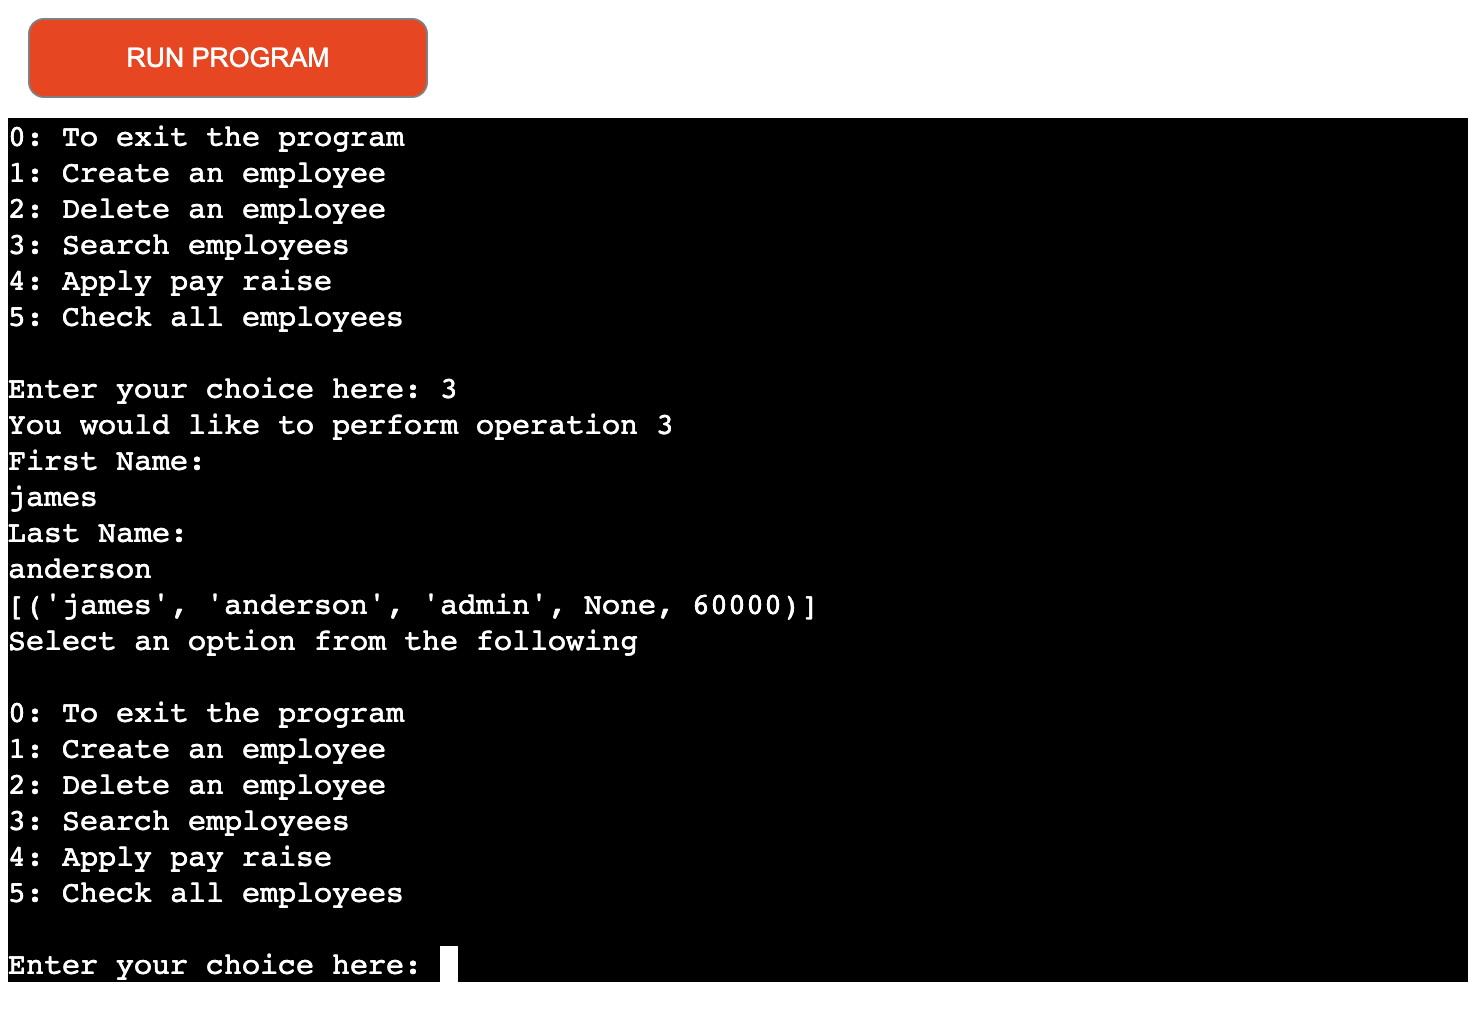 RUN PROGRAM
0: To exit the program
1: Create an employee
2: Delete an employee
3: Search employees
4: Apply pay raise
5: Check all employees
Enter your choice here: 3
You would like to perform operation 3
First Name:
james
Last Name:
anderson
[('james', 'anderson', 'admin', None, 60000)]
Select an option from the following
0: To exit the program
1: Create an employee
2: Delete an employee
3: Search employees
4: Apply pay raise
5: Check all employees
Enter your choice here: